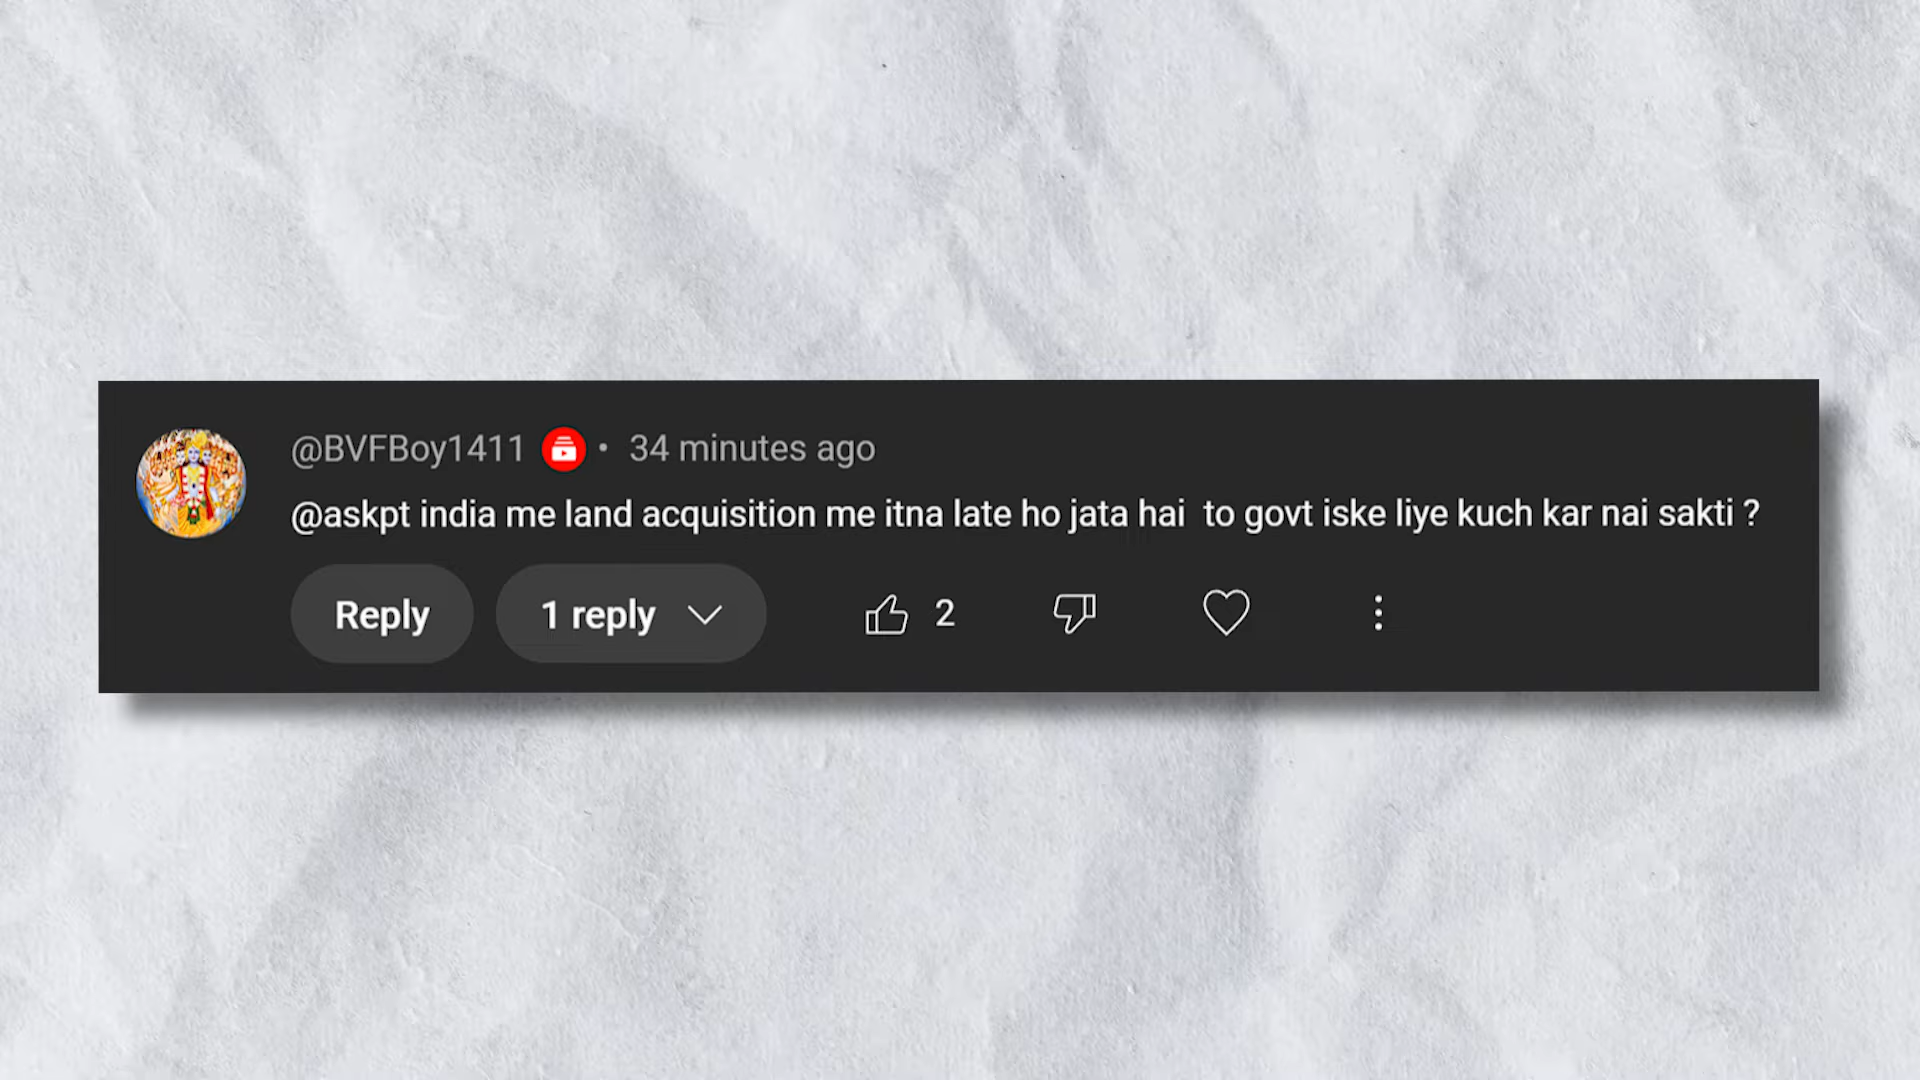 @BVFBoy1411 • 34 minutes ago
@askpt india me land acquisition me itna late ho jata hai  to govt iske liye kuch kar nai sakti ?
Reply 1 reply 2